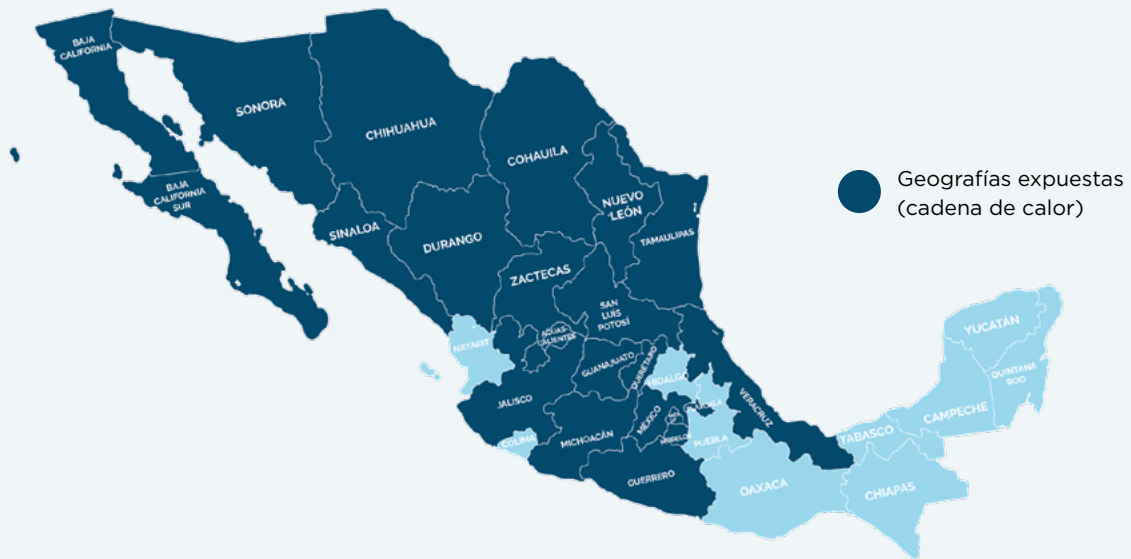 BAJA
CALIFORNIA
SONORA
CHIHUAHUA
COHAUILA
NUEVO
LEÓN
TAMAULIPAS
BAJA
CALIFORNIA
SUR
SINALOA
DURANGO
ZACTECAS
SAN
LUÍS
POTOSÍ
Geografías expuestas
(cadena de calor)
NAYARIT
AGUAS-
CALIENTES
GUANAJUATO
QUERÉTARO
HIDALGO
JALISCO
MÉXICO
VERACRUZ
COLIMA
MICHOACÁN
MORELOS
PUEBLA
GUERRERO
OAXACA
YUCATÁN
QUINTANA
ROO
CAMPECHE
TABASCO
CHIAPAS